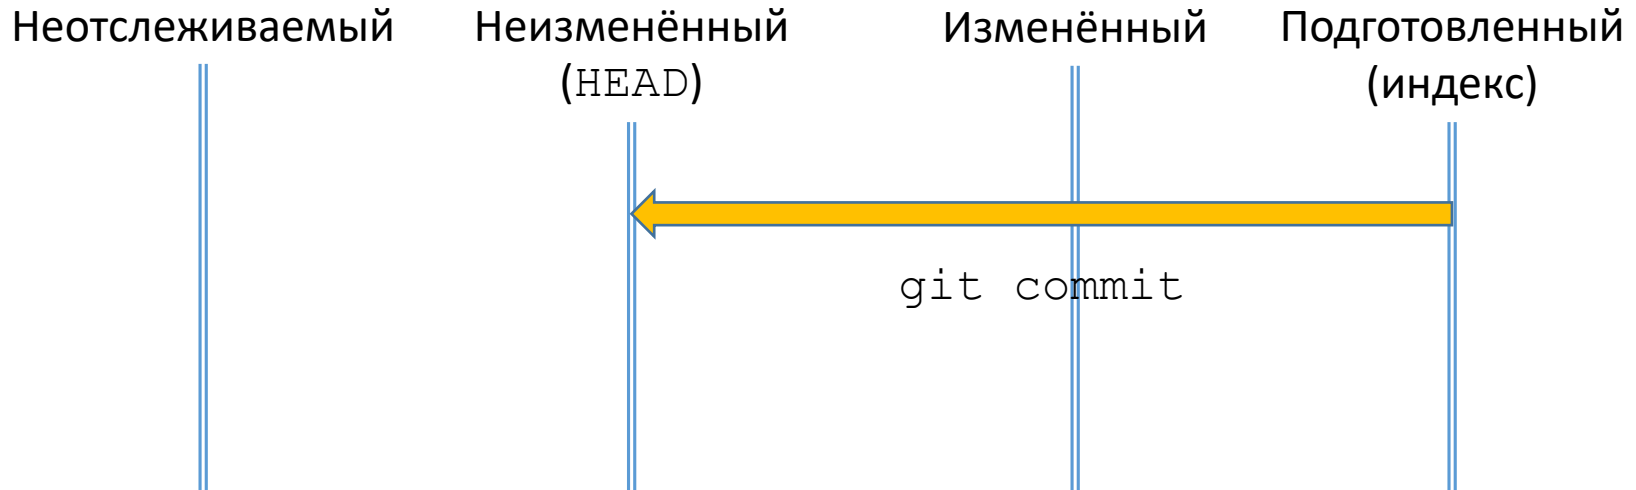 Неотслеживаемый
Неизменённый
(HEAD)
Изменённый
Подготовленный
(индекс)
git commit